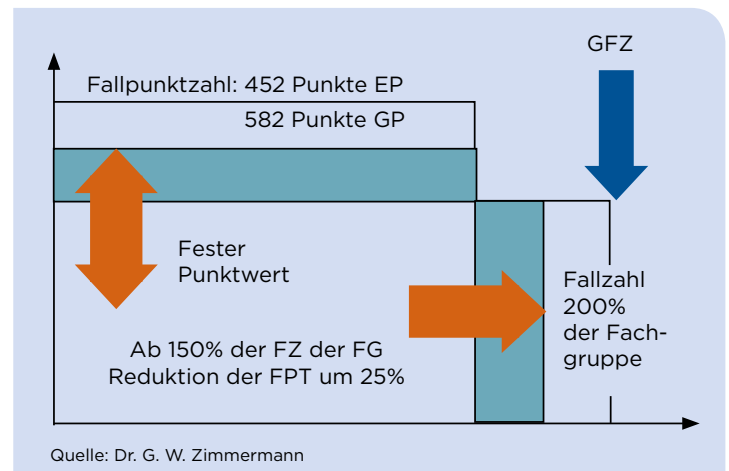 GFZ
Fallpunktzahl: 452 Punkte EP
582 Punkte GP
Fester
Punktwert
Ab 150% der FZ der FG
Reduktion der FPT um 25%
Fallzahl
200%
der Fach-
gruppe
Quelle: Dr. G. W. Zimmermann